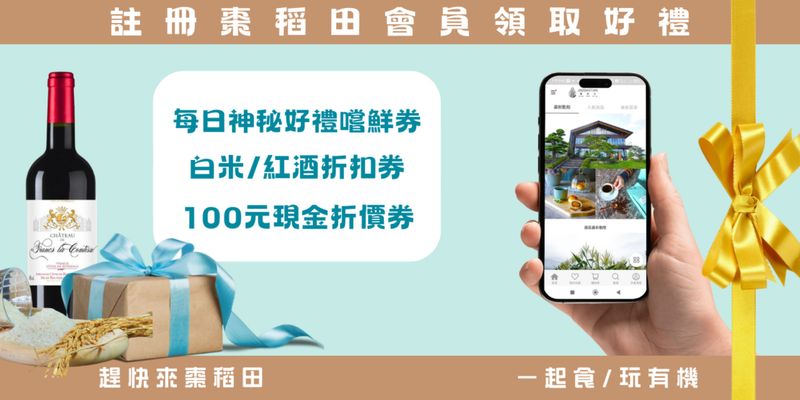 註冊棗稻田會員領取好禮
每日神秘好禮嚐鮮券
白米/紅酒折扣券
100元現金折價券
CHÂTEAU
趕快來棗稻田
一起食/玩有機